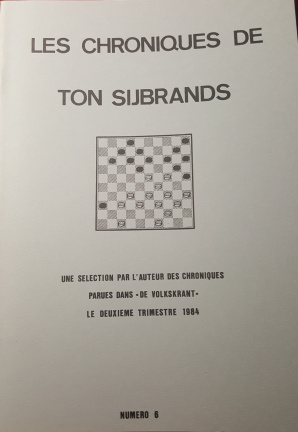 LES CHRONIQUES DE
TON SIJBRANDS
UNE SELECTION PAR L'AUTEUR DES CHRONIQUES
PARUES DANS «DE VOLKSKRANT»
LE DEUXIEME TRIMESTRE 1984
NUMERO 6